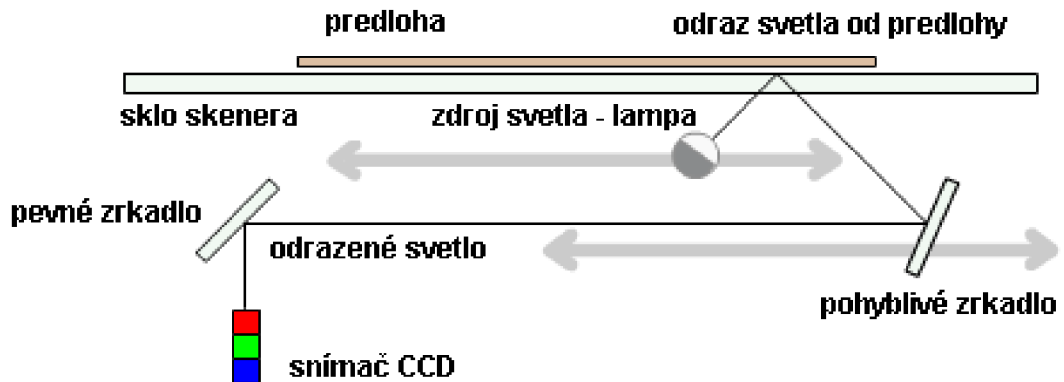 predloha
odraz svetla od predlohy
sklo skenera
zdroj svetla - lampa
pevné zrkadlo
odrazené svetlo
pohyblivé zrkadlo
snímač CCD